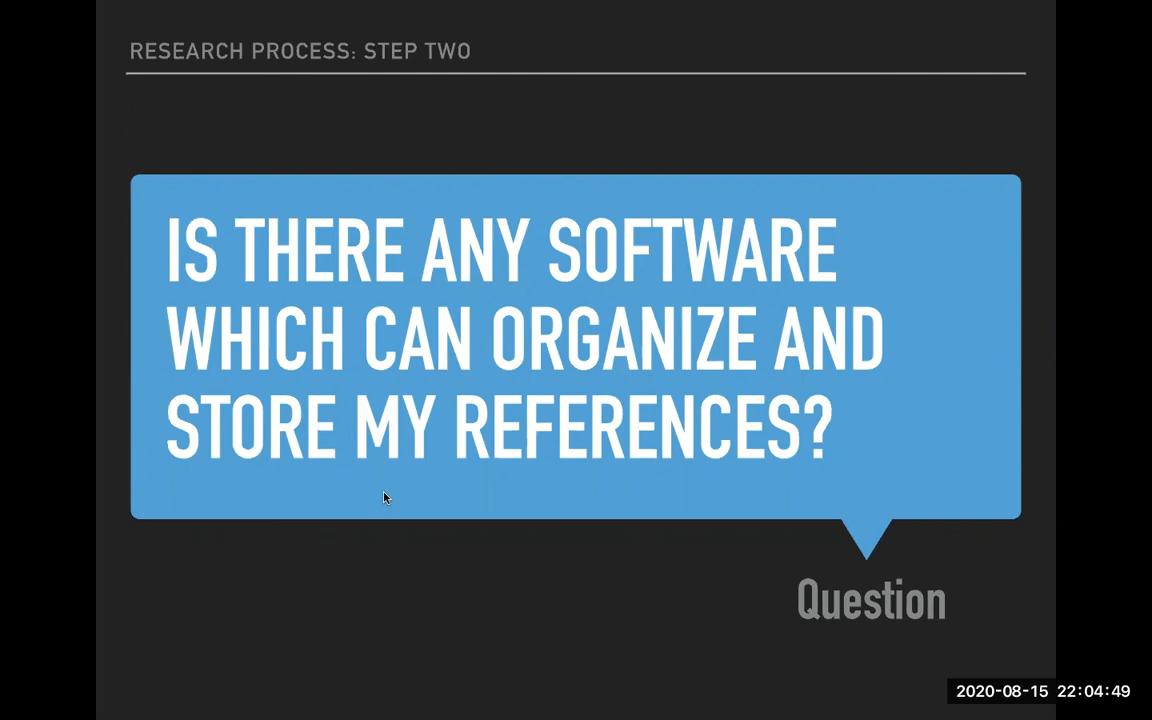 RESEARCH PROCESS: STEP TWO
IS THERE ANY SOFTWARE
WHICH CAN ORGANIZE AND
STORE MY REFERENCES?
Question
2020-08-15 22:04:49